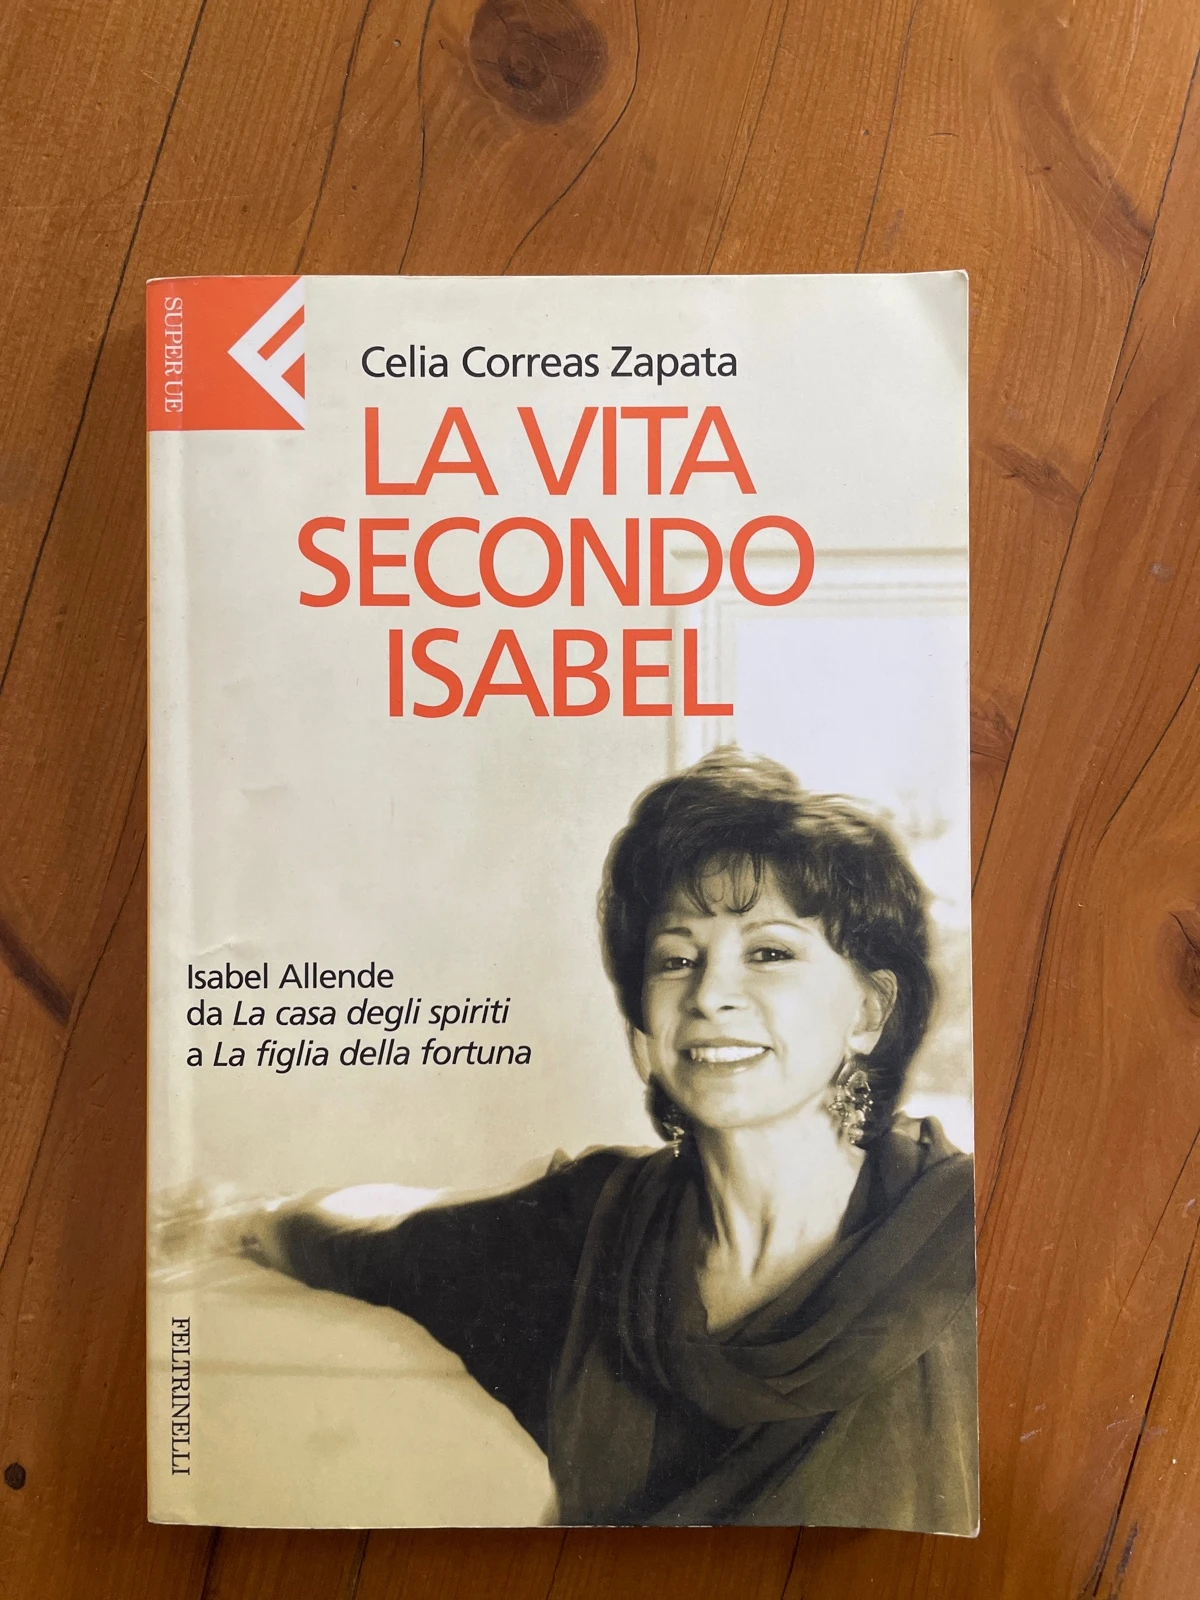 SUPER UE
Celia Correas Zapata
LA VITA
SECONDO
ISABEL
Isabel Allende
da La casa degli spiriti
a La figlia della fortuna
FELTRINELLI